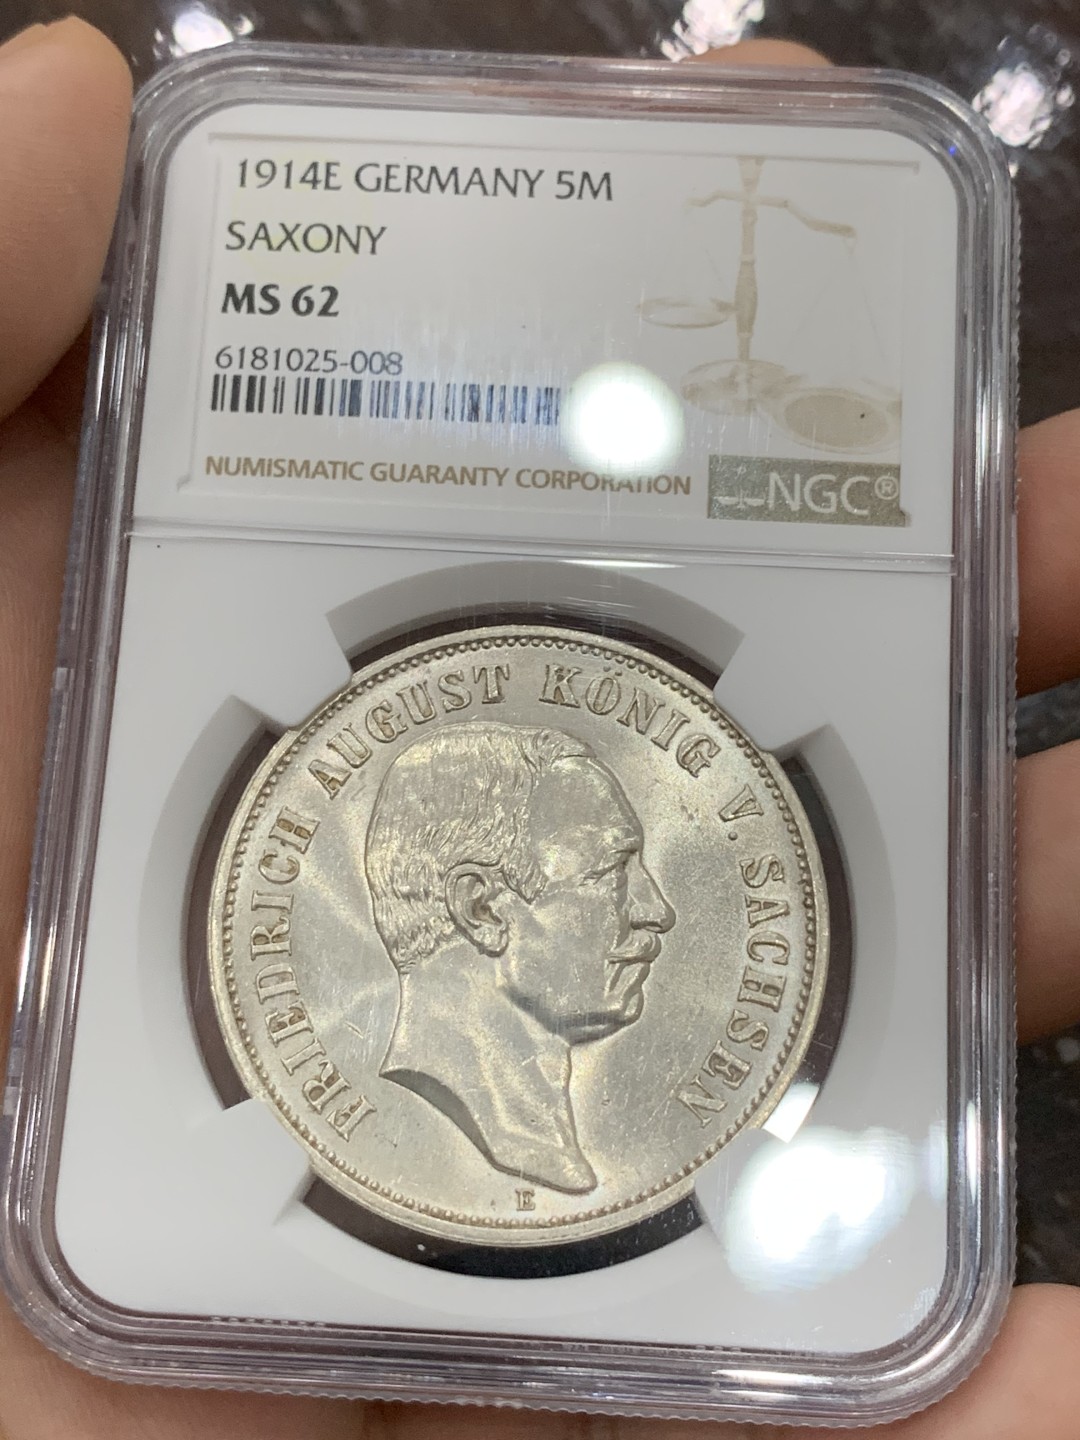 1914E GERMANY 5M
SAXONY
MS 62
6181025-008
NUMISMATIC GUARANTY CORPORATION
NGC®
FRIEDRICH AUGUST KÖNIG V. SACHSEN
E